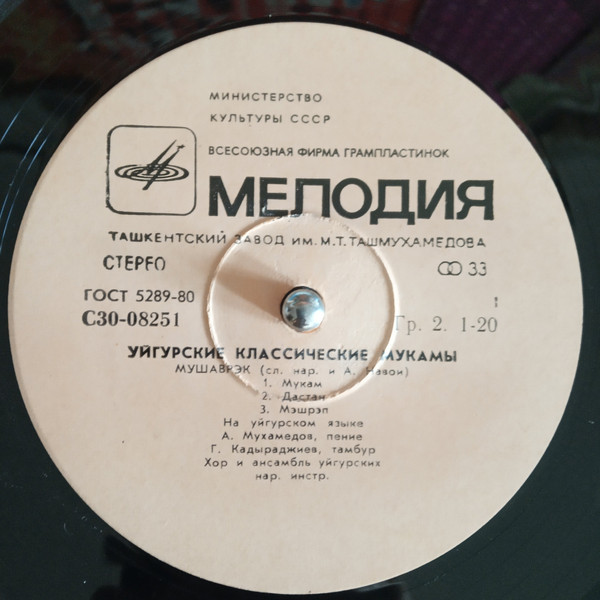 МИНИСТЕРСТВО
КУЛЬТУРЫ СССР
ВСЕСОЮЗНАЯ ФИРМА ГРАМПЛАСТИНОК
МЕЛОДИЯ
ТАШКЕНТСКИЙ ЗАВОД ИМ. М.Т. ТАШМУХАМЕДОВА
СТЕРЕО 33
ГОСТ 5289-80 1
С30-08251 Гр. 2. 1-20
УЙГУРСКИЕ КЛАССИЧЕСКИЕ МУКАМЫ
МУШАВРЭК (сл. нар. и А. Навои)
1. Мукам
2. Дастан
3. Мэшрэп
На уйгурском языке
А. Мухамедов, пение
Г. Кадыраджиев, тамбур
Хор и ансамбль уйгурских
нар. инстр.